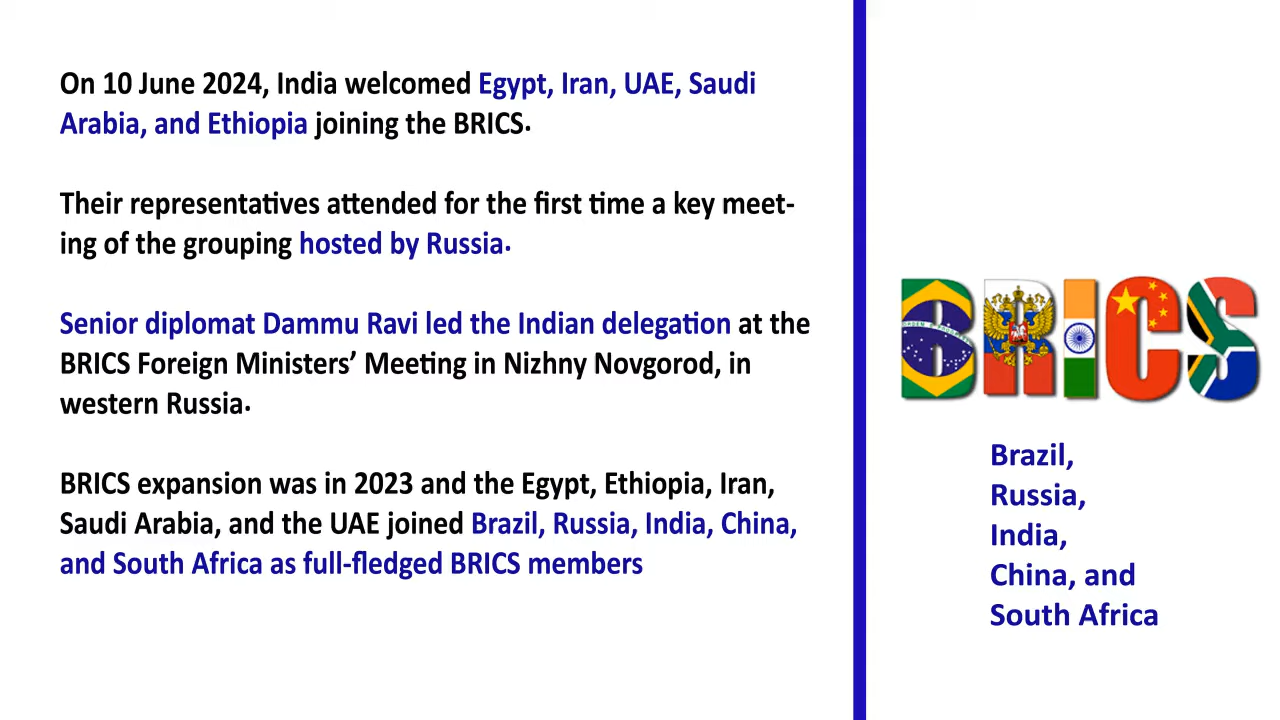 On 10 June 2024, India welcomed Egypt, Iran, UAE, Saudi
Arabia, and Ethiopia joining the BRICS.
Their representatives attended for the first time a key meet-
ing of the grouping hosted by Russia.
Senior diplomat Dammu Ravi led the Indian delegation at the
BRICS Foreign Ministers’ Meeting in Nizhny Novgorod, in
western Russia.
BRICS expansion was in 2023 and the Egypt, Ethiopia, Iran,
Saudi Arabia, and the UAE joined Brazil, Russia, India, China,
and South Africa as full-fledged BRICS members
BRICS
Brazil,
Russia,
India,
China, and
South Africa